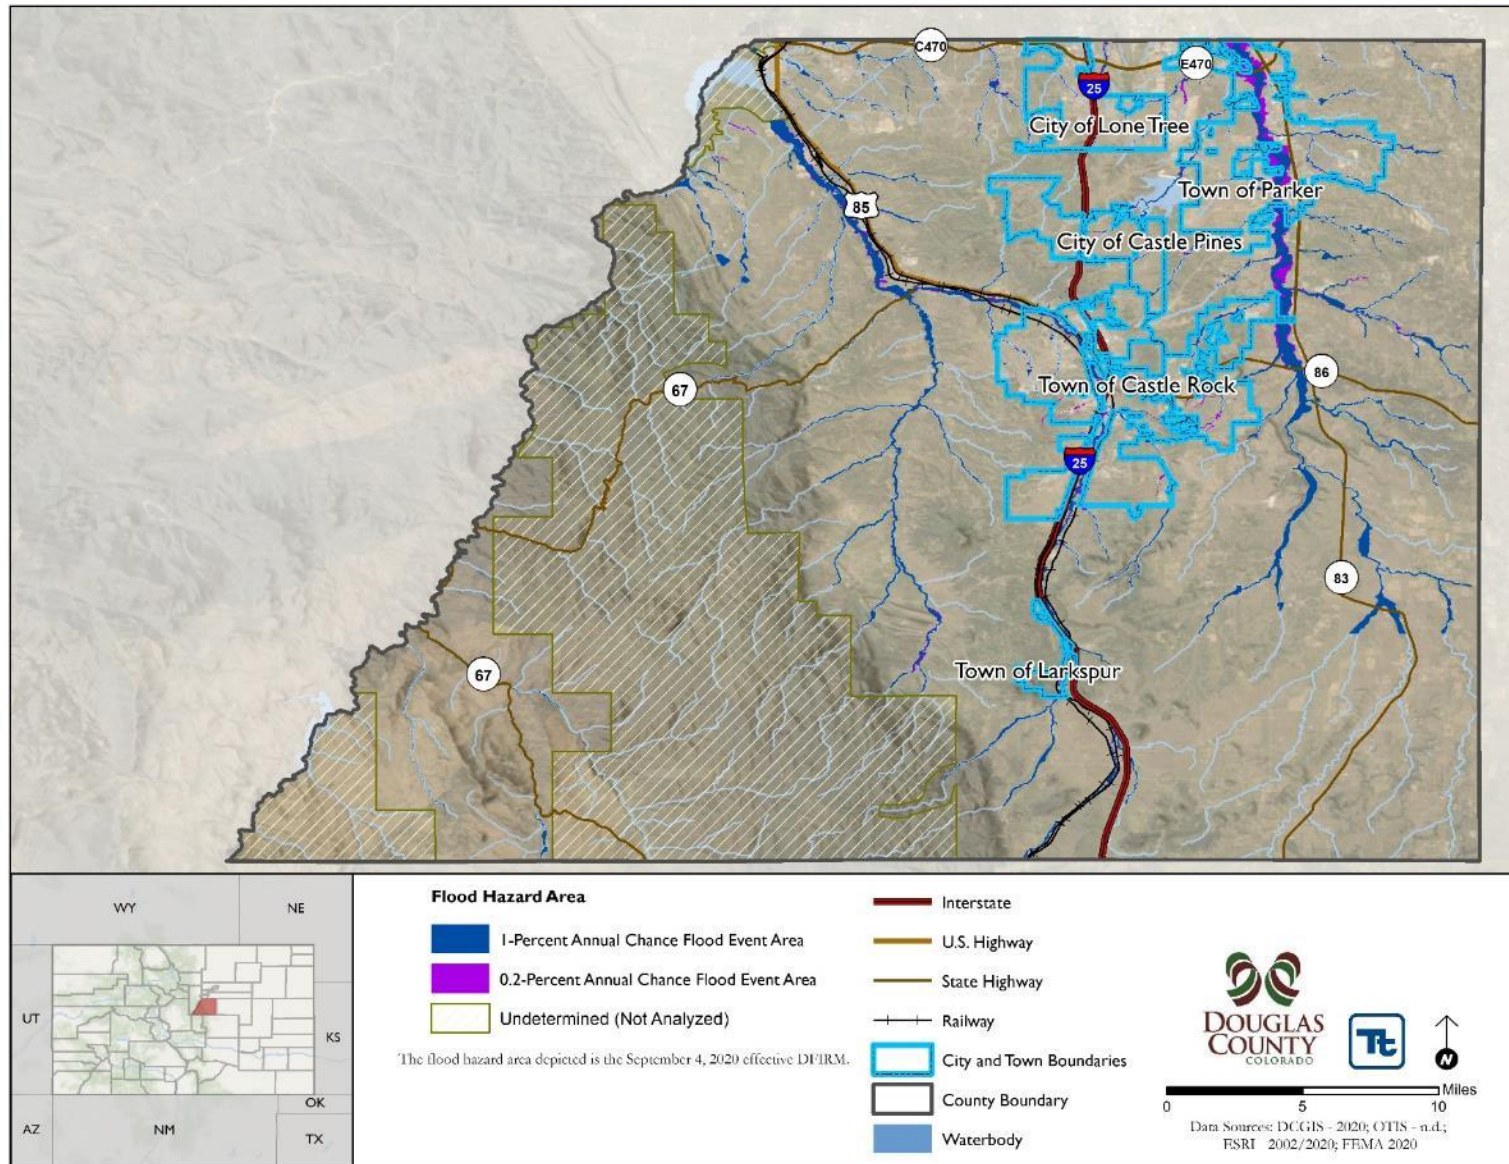 C470
E470
25
City of Lone Tree
Town of Parker
85
City of Castle Pines
67
Town of Castle Rock
86
25
83
67
Town of Larkspur
WY
NE
UT
KS
OK
AZ
NM
TX
Flood Hazard Area
1-Percent Annual Chance Flood Event Area
0.2-Percent Annual Chance Flood Event Area
Undetermined (Not Analyzed)
The flood hazard area depicted is the September 4, 2020 effective DFIRM.
Interstate
U.S. Highway
State Highway
Railway
City and Town Boundaries
County Boundary
Waterbody
DOUGLAS
COUNTY
COLORADO
Tt
N
Miles
0 5 10
Data Sources: DCGIS - 2020; OTIS - n.d.;
ESRI 2002/2020; FEMA 2020